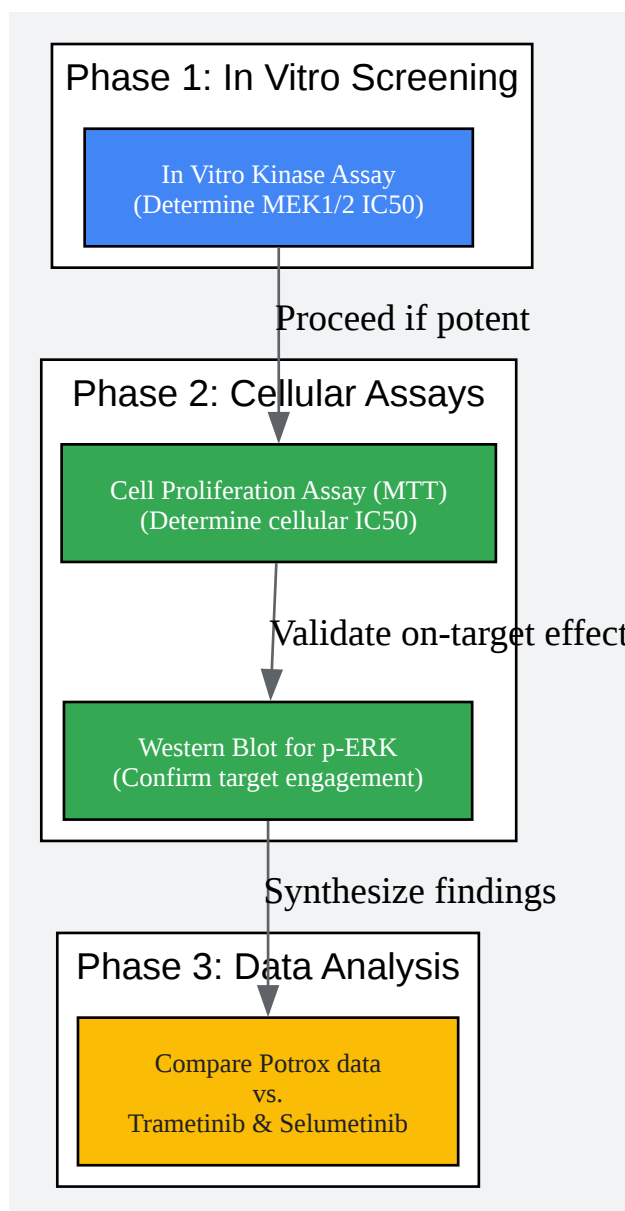 Phase 1: In Vitro Screening
In Vitro Kinase Assay
(Determine MEK1/2 IC50)
Proceed if potent
Phase 2: Cellular Assays
Cell Proliferation Assay (MTT)
(Determine cellular IC50)
Validate on-target effect
Western Blot for p-ERK
(Confirm target engagement)
Synthesize findings
Phase 3: Data Analysis
Compare Potrox data
vs.
Trametinib & Selumetinib